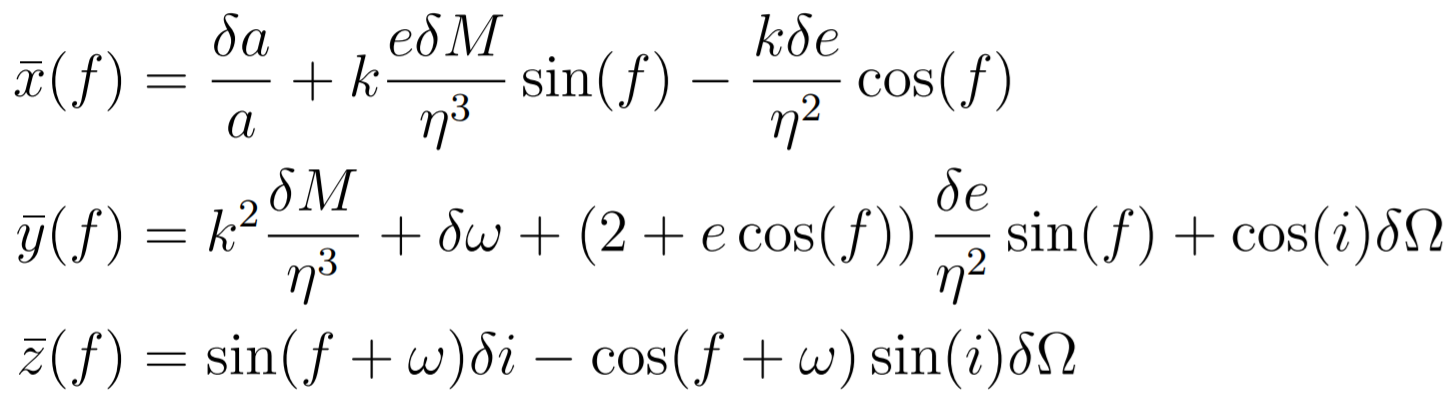 x̄(f) = δa/a + k eδM/η³ sin(f) − kδe/η² cos(f)
ȳ(f) = k² δM/η³ + δω + (2 + e cos(f)) δe/η² sin(f) + cos(i)δΩ
z̄(f) = sin(f + ω)δi − cos(f + ω) sin(i)δΩ